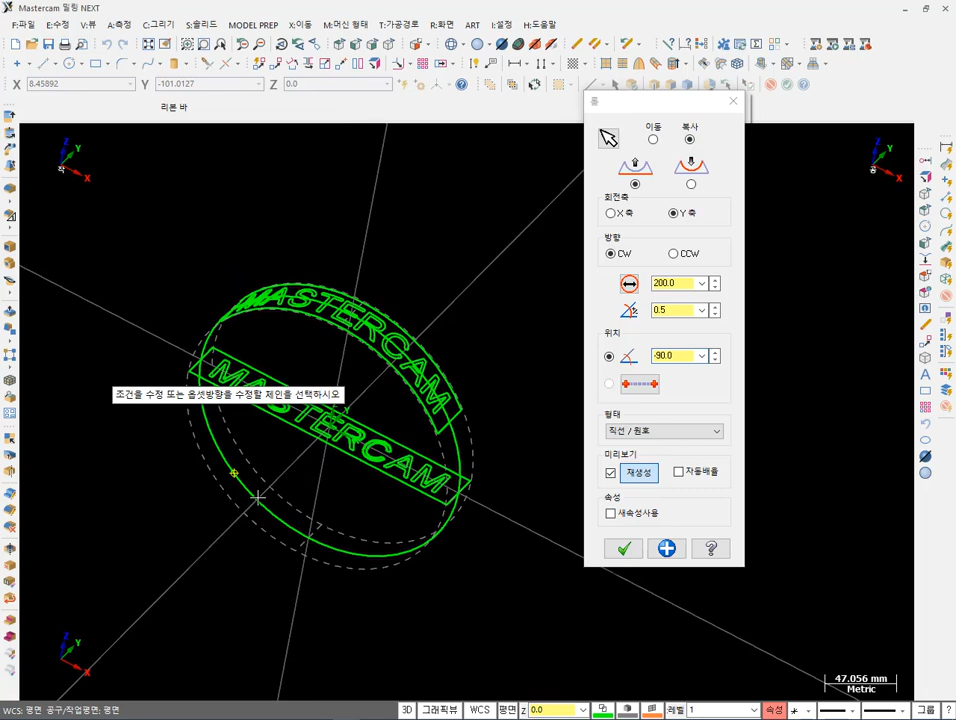 Mastercam 밀링 NEXT
F:파일 E:수정 V:뷰 A:측정 C:그리기 S:솔리드 MODEL PREP X:이동 M:머신 형태 T:가공경로 R:화면 ART I:설정 H:도움말
X 8.45892 Y -101.0127 Z 0.0
리본 바
롤
이동 복사
회전축
X 축 Y 축
방향
CW CCW
200.0
0.5
위치
-90.0
형태
직선 / 원호
미리보기
재생성 자동배율
속성
새속성사용
Z Y X
Z Y X
MASTERCAM
MASTERCAM
조건을 수정 또는 옵셋방향을 수정할 체인을 선택하시오
Y
Z Y X
47.056 mm
Metric
WCS: 평면 공구/작업평면: 평면 3D 그래픽뷰 WCS 평면 Z 0.0 레벨 1 속성 그룹